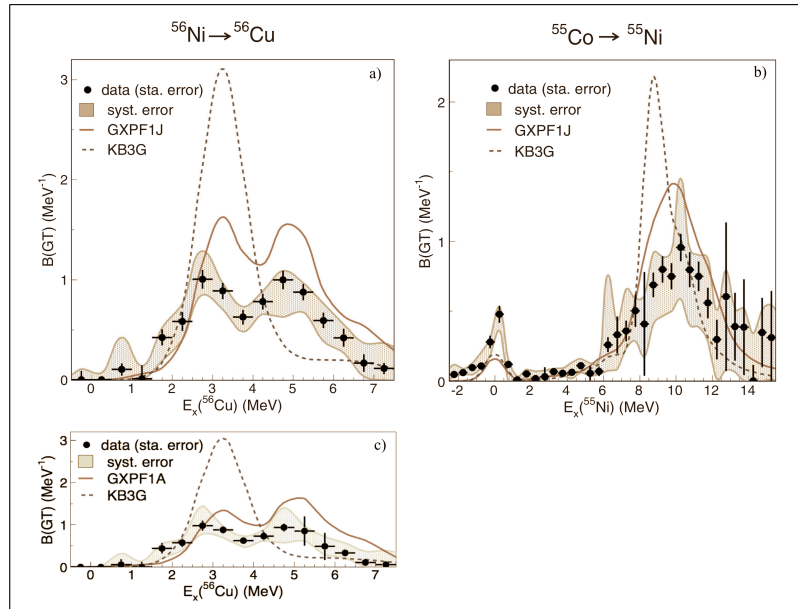 ⁵⁶Ni → ⁵⁶Cu
⁵⁵Co → ⁵⁵Ni
a)
data (sta. error)
syst. error
GXPF1J
KB3G
B(GT) (MeV⁻¹)
3
2
1
0
0 1 2 3 4 5 6 7
Eₓ(⁵⁶Cu) (MeV)
b)
data (sta. error)
syst. error
GXPF1J
KB3G
B(GT) (MeV⁻¹)
2
1
0
-2 0 2 4 6 8 10 12 14
Eₓ(⁵⁵Ni) (MeV)
c)
data (sta. error)
syst. error
GXPF1A
KB3G
B(GT) (MeV⁻¹)
3
2
1
0
0 1 2 3 4 5 6 7
Eₓ(⁵⁶Cu) (MeV)